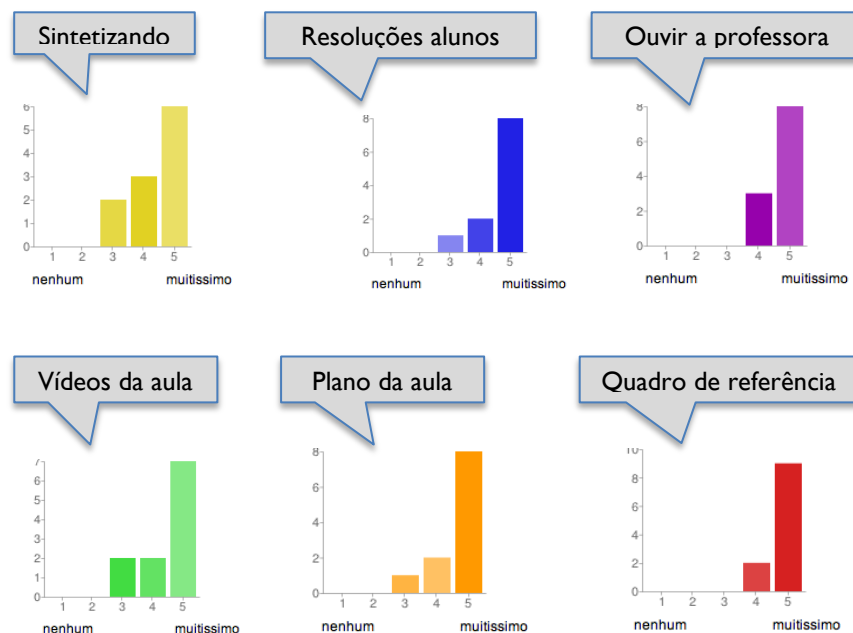 Sintetizando
Resoluções alunos
Ouvir a professora
6
5
4
3
2
1
0
1 2 3 4 5
nenhum muitissimo
8
6
4
2
0
1 2 3 4 5
nenhum muitissimo
8
6
4
2
0
1 2 3 4 5
nenhum muitissimo
Vídeos da aula
Plano da aula
Quadro de referência
7
6
5
4
3
2
1
0
1 2 3 4 5
nenhum muitissimo
8
6
4
2
0
1 2 3 4 5
nenhum muitissimo
10
8
6
4
2
0
1 2 3 4 5
nenhum muitissimo